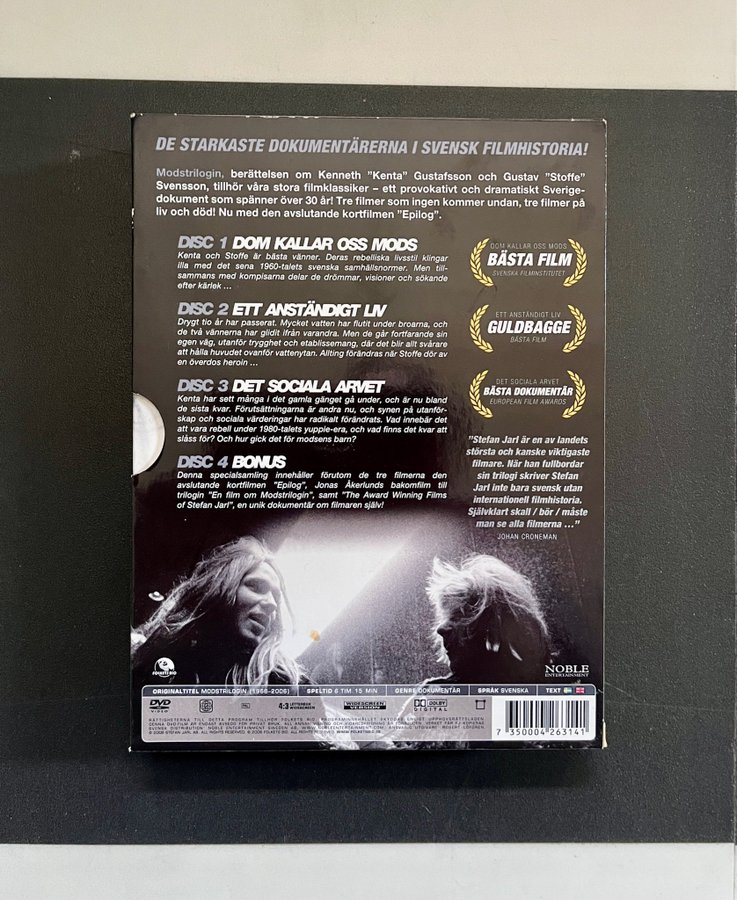 DE STARKASTE DOKUMENTÄRERNA I SVENSK FILMHISTORIA!
Modstrilogin, berättelsen om Kenneth "Kenta" Gustafsson och Gustav "Stoffe"
Svensson, tillhör våra stora filmklassiker – ett provokativt och dramatiskt Sverige-
dokument som spänner över 30 år! Tre filmer som ingen kommer undan, tre filmer på
liv och död! Nu med den avslutande kortfilmen "Epilog".
DISC 1 DOM KALLAR OSS MODS
Kenta och Stoffe är bästa vänner. Deras rebelliska livsstil klingar
illa med det sena 1960-talets svenska samhällsnormer. Men till-
sammans med kompisarna delar de drömmar, visioner och sökande
efter kärlek ...
DISC 2 ETT ANSTÄNDIGT LIV
Drygt tio år har passerat. Mycket vatten har flutit under broarna, och
de två vännerna har glidit ifrån varandra. Men de går fortfarande sin
egen väg, utanför trygghet och etablissemang, där det blir allt svårare
att hålla huvudet ovanför vattenytan. Allting förändras när Stoffe dör av
en överdos heroin ...
DISC 3 DET SOCIALA ARVET
Kenta har sett många i det gamla gänget gå under, och är nu bland
de sista kvar. Förutsättningarna är andra nu, och synen på utanför-
skap och sociala värderingar har radikalt förändrats. Vad innebär det
att vara rebell under 1980-talets yuppie-era, och vad finns det kvar att
slåss för? Och hur gick det för modsens barn?
DISC 4 BONUS
Denna specialsamling innehåller förutom de tre filmerna den
avslutande kortfilmen "Epilog", Jonas Åkerlunds bakomfilm till
trilogin "En film om Modstrilogin", samt "The Award Winning Films
of Stefan Jarl", en unik dokumentär om filmaren själv!
DOM KALLAR OSS MODS
BÄSTA FILM
SVENSKA FILMINSTITUTET
ETT ANSTÄNDIGT LIV
GULDBAGGE
BÄSTA FILM
DET SOCIALA ARVET
BÄSTA DOKUMENTÄR
EUROPEAN FILM AWARDS
"Stefan Jarl är en av landets
största och kanske viktigaste
filmare. När han fullbordar
sin trilogi skriver Stefan
Jarl inte bara svensk utan
internationell filmhistoria.
Självklart skall / bör / måste
man se alla filmerna ..."
JOHAN CRONEMAN
FOLKETS BIO
NOBLE
ENTERTAINMENT
ORIGINALTITEL MODSTRILOGIN (1968-2006) SPELTID 6 TIM. 15 MIN GENRE DOKUMENTÄR SPRÅK SVENSKA TEXT
DVD
VIDEO
PAL
4:3 LETTERBOX
WIDESCREEN
WIDESCREEN
VERSION
DOLBY
DIGITAL
RÄTTIGHETERNA TILL DETTA PROGRAM TILLHÖR FOLKETS BIO.
7 350004 263141